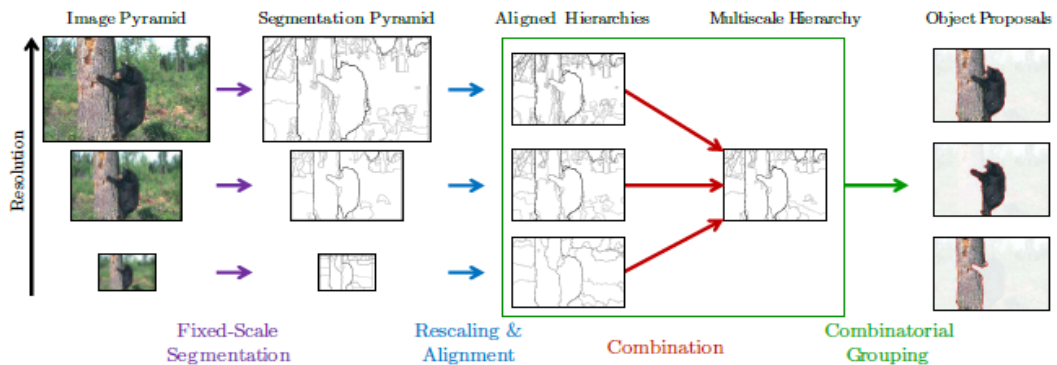 Image Pyramid
Segmentation Pyramid
Aligned Hierarchies
Multiscale Hierarchy
Object Proposals
Resolution
Fixed-Scale
Segmentation
Rescaling &
Alignment
Combination
Combinatorial
Grouping